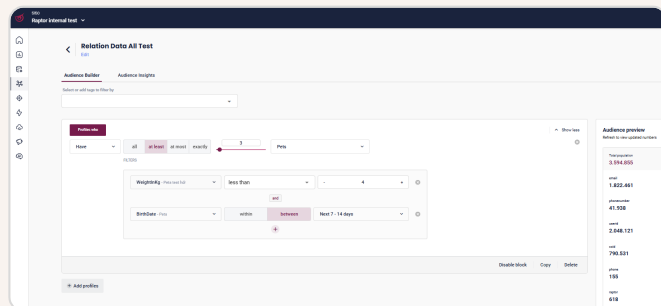 Raptor internal test
Relation Data All Test
Edit
Audience Builder
Audience Insights
Select or add tags to filter by
Profiles who
Show less
Have
all
at least
at most
exactly
3
Pets
WeightInKg
less than
-
4
+
and
BirthDate - Pets
within
between
Next 7 - 14 days
+
Disable block
Copy
Delete
+ Add profiles
Audience preview
Refresh to view updated numbers
Total population
3.594.855
email
1.822.461
phonenumber
41.938
userid
2.048.121
790.531
phone
155
618